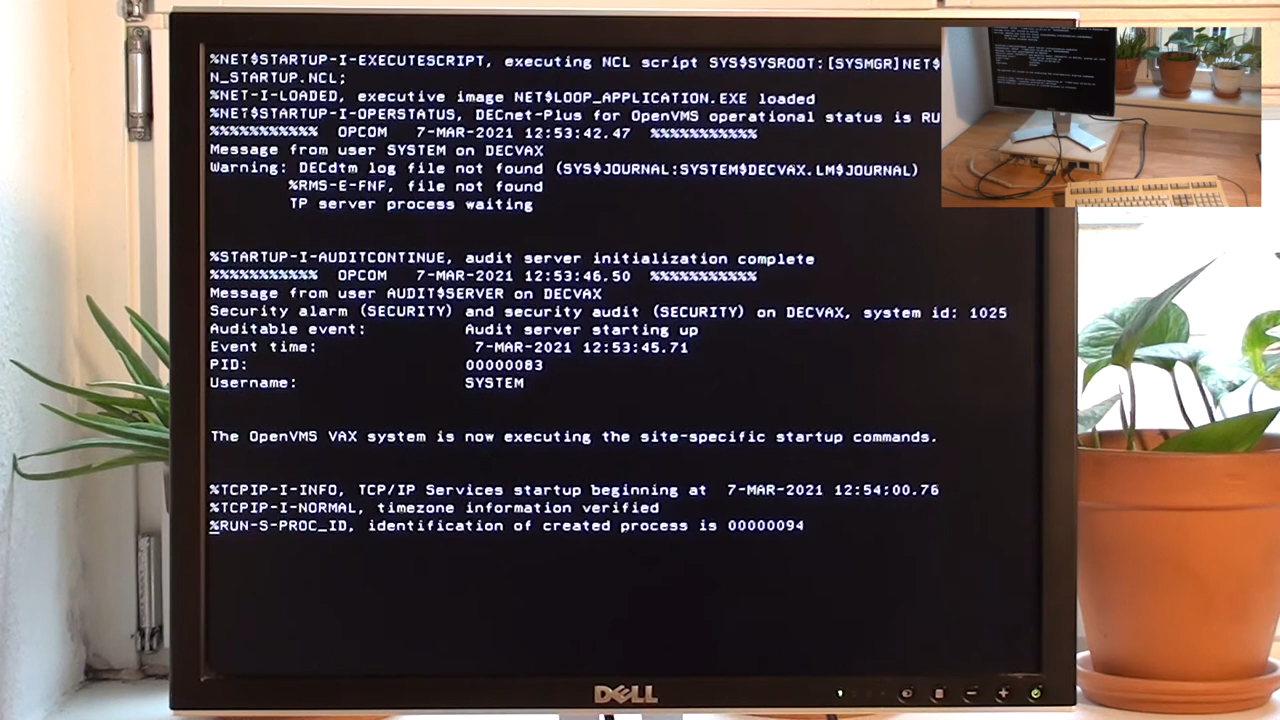 %NET$STARTUP-I-EXECUTESCRIPT, executing NCL script SYS$SYSROOT:[SYSMGR]NET$
N_STARTUP.NCL;
%NET-I-LOADED, executive image NET$LOOP_APPLICATION.EXE loaded
%NET$STARTUP-I-OPERSTATUS, DECnet-Plus for OpenVMS operational status is RU
%%%%%%%%%%% OPCOM 7-MAR-2021 12:53:42.47 %%%%%%%%%%%
Message from user SYSTEM on DECVAX
Warning: DECdtm log file not found (SYS$JOURNAL:SYSTEM$DECVAX.LM$JOURNAL)
%RMS-E-FNF, file not found
TP server process waiting
%STARTUP-I-AUDITCONTINUE, audit server initialization complete
%%%%%%%%%%% OPCOM 7-MAR-2021 12:53:46.50 %%%%%%%%%%%
Message from user AUDIT$SERVER on DECVAX
Security alarm (SECURITY) and security audit (SECURITY) on DECVAX, system id: 1025
Auditable event: Audit server starting up
Event time: 7-MAR-2021 12:53:45.71
PID: 00000083
Username: SYSTEM
The OpenVMS VAX system is now executing the site-specific startup commands.
%TCPIP-I-INFO, TCP/IP Services startup beginning at 7-MAR-2021 12:54:00.76
%TCPIP-I-NORMAL, timezone information verified
%RUN-S-PROC_ID, identification of created process is 00000094
DELL